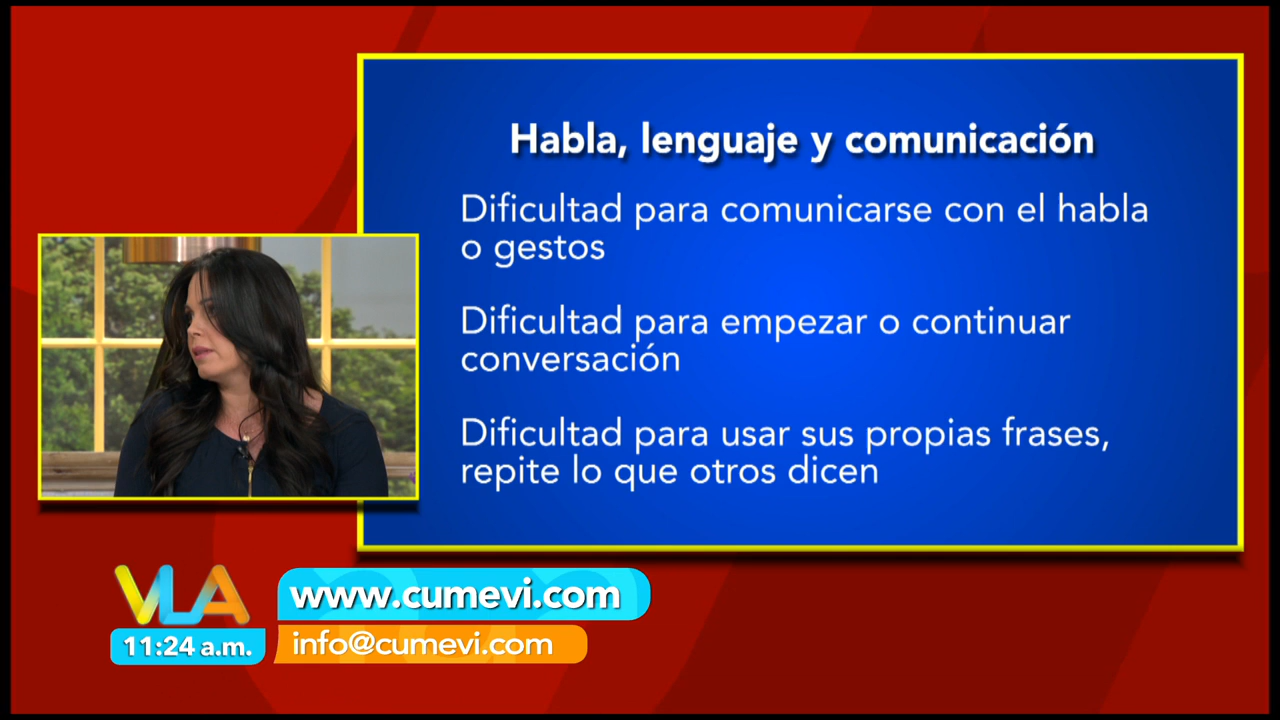 Habla, lenguaje y comunicación
Dificultad para comunicarse con el habla
o gestos
Dificultad para empezar o continuar
conversación
Dificultad para usar sus propias frases,
repite lo que otros dicen
VLA
www.cumevi.com
11:24 a.m.
info@cumevi.com